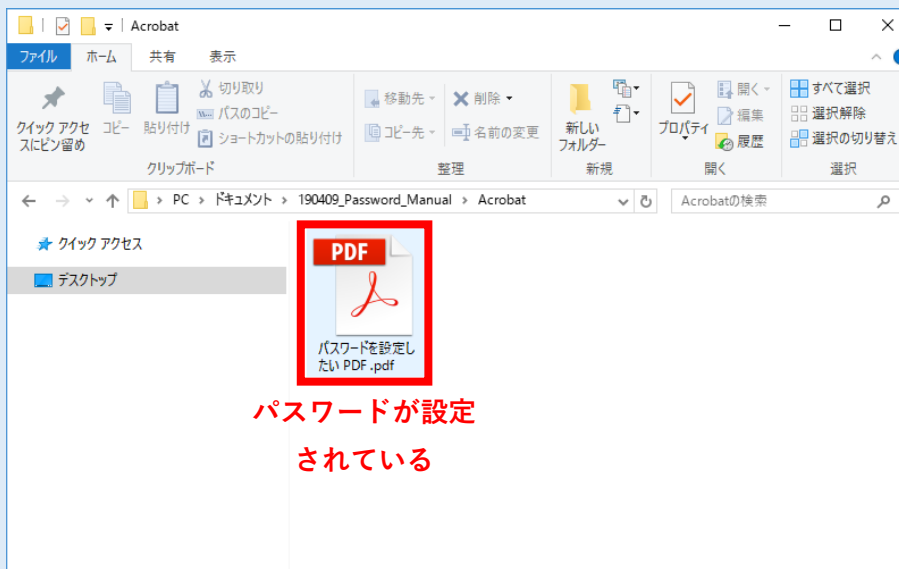 Acrobat
ファイル ホーム 共有 表示
クイック アクセ
スにピン留め
コピー
貼り付け
切り取り
パスのコピー
ショートカットの貼り付け
クリップボード
移動先
コピー先
削除
名前の変更
整理
新しい
フォルダー
新規
プロパティ
開く
編集
履歴
開く
すべて選択
選択解除
選択の切り替え
選択
PC › ドキュメント › 190409_Password_Manual › Acrobat
Acrobatの検索
クイック アクセス
デスクトップ
PDF
パスワードを設定し
たい PDF .pdf
パスワードが設定
されている